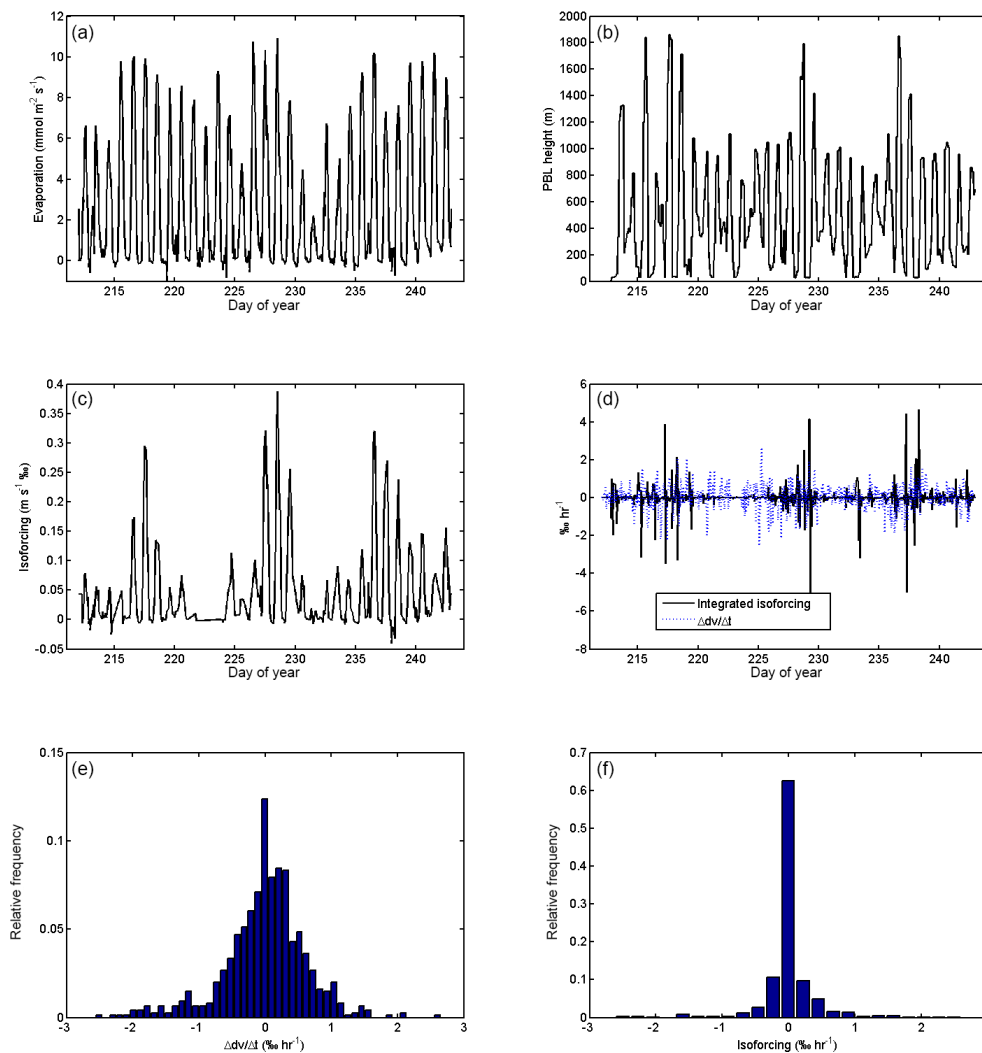 (a)
Evaporation (mmol m⁻² s⁻¹)
12
10
8
6
4
2
0
215 220 225 230 235 240
Day of year
(b)
PBL height (m)
2000
1800
1600
1400
1200
1000
800
600
400
200
0
215 220 225 230 235 240
Day of year
(c)
Isoforcing (m s⁻¹ ‰)
0.4
0.35
0.3
0.25
0.2
0.15
0.1
0.05
0
-0.05
215 220 225 230 235 240
Day of year
(d)
‰ hr⁻¹
6
4
2
0
-2
-4
-6
-8
Integrated isoforcing
Δdv/Δt
215 220 225 230 235 240
Day of year
(e)
Relative frequency
0.15
0.1
0.05
0
-3 -2 -1 0 1 2 3
Δdv/Δt (‰ hr⁻¹)
(f)
Relative frequency
0.7
0.6
0.5
0.4
0.3
0.2
0.1
0
-3 -2 -1 0 1 2 3
Isoforcing (‰ hr⁻¹)